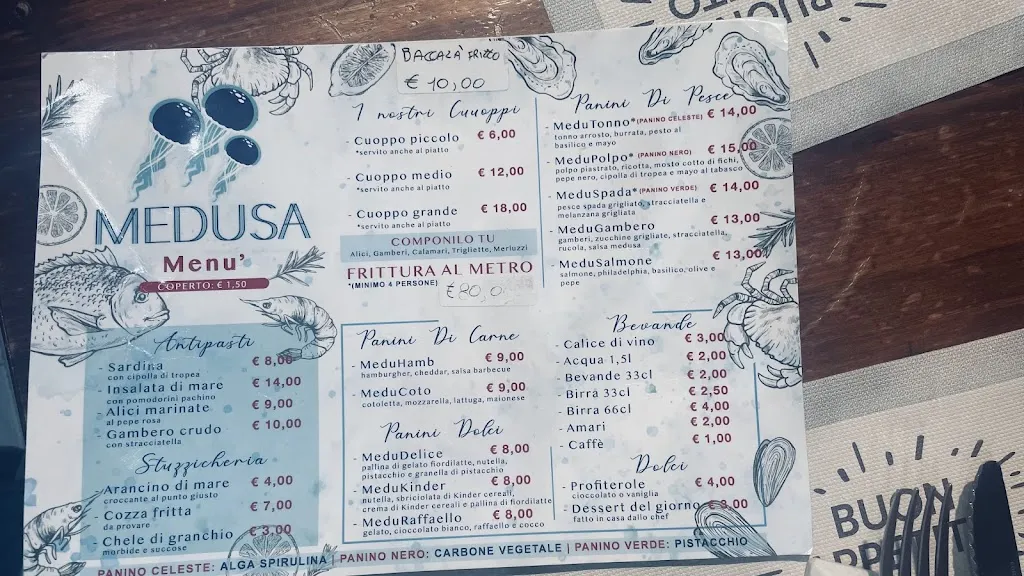 BACCALÀ FRITTO
€ 10,00
MEDUSA
Menu'
COPERTO: € 1,50
Antipasti
- Sardina € 8,00
con cipolla di tropea
- Insalata di mare € 14,00
con pomodorini pachino
- Alici marinate € 9,00
al pepe rosa
- Gambero crudo € 10,00
con stracciatella
Stuzzicheria
- Arancino di mare € 4,00
croccante al punto giusto
- Cozza fritta € 7,00
da provare
- Chele di granchio € 3,00
morbide e succose
I nostri Cuuoppi
- Cuoppo piccolo € 6,00
*servito anche al piatto
- Cuoppo medio € 12,00
*servito anche al piatto
- Cuoppo grande € 18,00
*servito anche al piatto
COMPONILO TU
Alici, Gamberi, Calamari, Trigliette, Merluzzi
FRITTURA AL METRO
*(MINIMO 4 PERSONE)
Panini Di Carne
- MeduHamb € 9,00
hamburgher, cheddar, salsa barbecue
- MeduCoto € 9,00
cotoletta, mozzarella, lattuga, maionese
Panini Dolci
- MeduDelice € 8,00
pallina di gelato fiordilatte, nutella,
pistacchio e granella di pistacchio
- MeduKinder € 8,00
nutella, sbriciolata di Kinder cereali,
crema di Kinder cereali e pallina di fiordilatte
- MeduRaffaello € 8,00
gelato, cioccolato bianco, raffaello e cocco
Panini Di Pesce
- MeduTonno* (PANINO CELESTE) € 14,00
tonno arrosto, burrata, pesto al
basilico e mayo
- MeduPolpo* (PANINO NERO) € 15,00
polpo piastrato, ricotta, mosto cotto di fichi,
pepe nero, cipolla di tropea e mayo al tabasco
- MeduSpada* (PANINO VERDE) € 14,00
pesce spada grigliato, stracciatella e
melanzana grigliata
- MeduGambero € 13,00
gamberi, zucchine grigliate, stracciatella,
rucola, salsa medusa
- MeduSalmone € 13,00
salmone, philadelphia, basilico, olive e
pepe
Bevande
- Calice di vino € 3,00
- Acqua 1,5l € 2,00
- Bevande 33cl € 2,00
- Birra 33cl € 2,50
- Birra 66cl € 4,00
- Amari € 2,00
- Caffè € 1,00
Dolci
- Profiterole € 4,00
cioccolato o vaniglia
- Dessert del giorno € 3,00
fatto in casa dallo chef
PANINO CELESTE: ALGA SPIRULINA | PANINO NERO: CARBONE VEGETALE | PANINO VERDE: PISTACCHIO
BUON
BUON